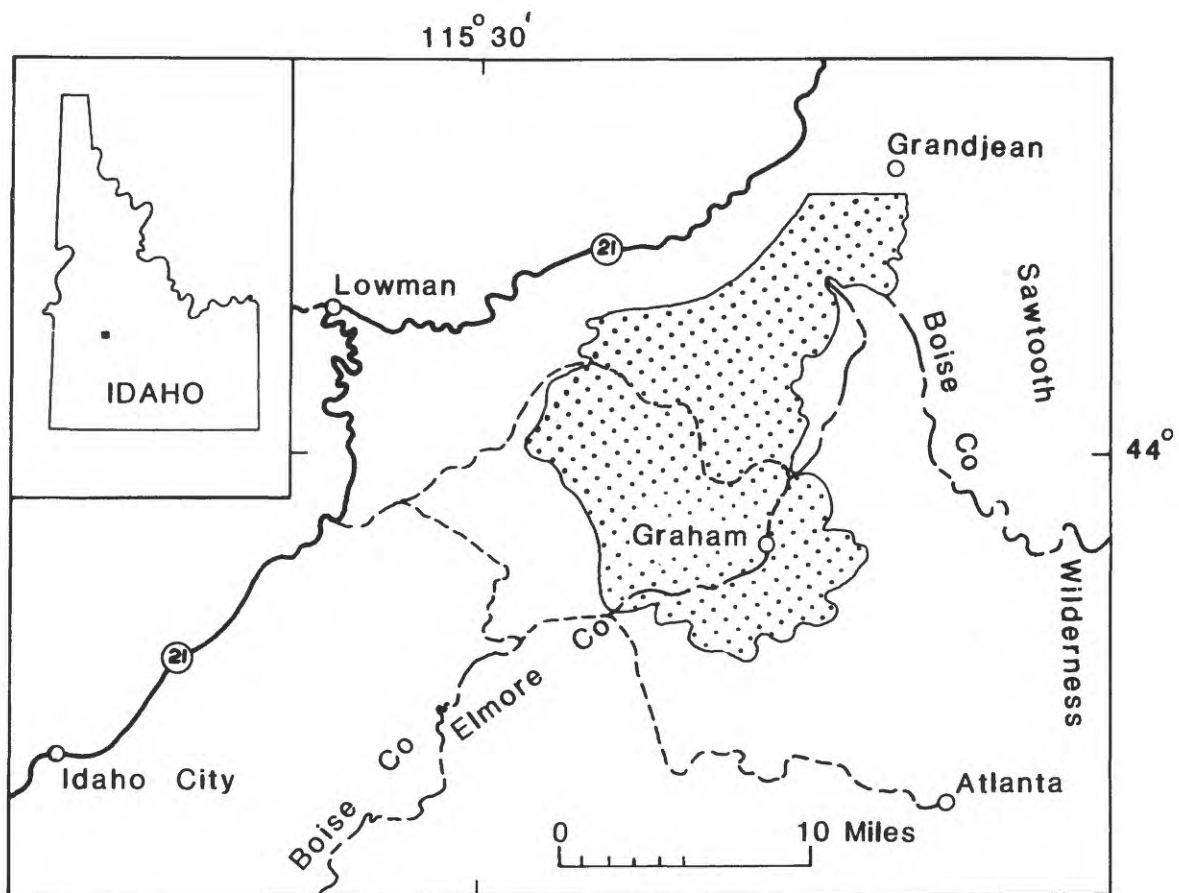 115° 30'
Grandjean
21
Lowman
IDAHO
Sawtooth
Boise Co
44°
Graham
Wilderness
Co
Elmore Co
21
Boise
Idaho City
Atlanta
0 10 Miles